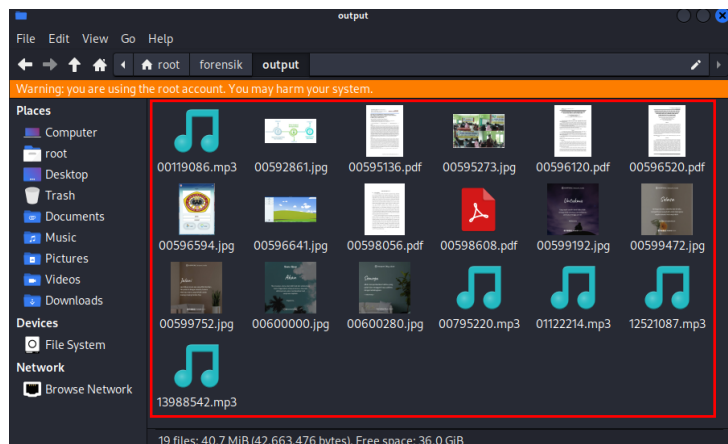 output
File Edit View Go Help
root forensik output
Warning: you are using the root account. You may harm your system.
Places
Computer
root
Desktop
Trash
Documents
Music
Pictures
Videos
Downloads
Devices
File System
Network
Browse Network
00119086.mp3 00592861.jpg 00595136.pdf 00595273.jpg 00596120.pdf 00596520.pdf
00596594.jpg 00596641.jpg 00598056.pdf 00598608.pdf 00599192.jpg 00599472.jpg
00599752.jpg 00600000.jpg 00600280.jpg 00795220.mp3 01122214.mp3 12521087.mp3
13988542.mp3
19 files: 40.7 MiB (42,663,476 bytes), Free space: 36.0 GiB